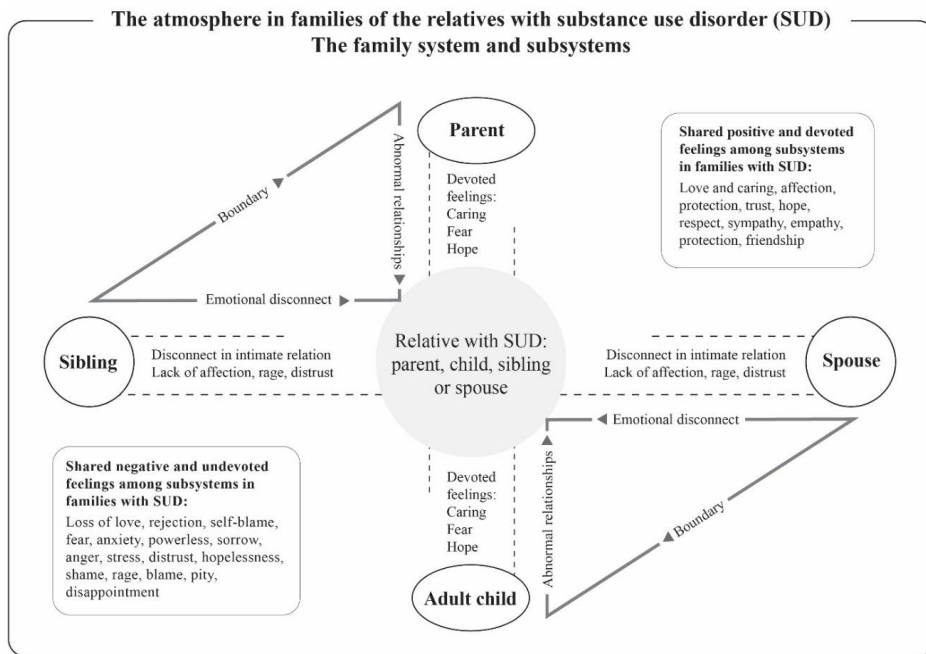 The atmosphere in families of the relatives with substance use disorder (SUD)
The family system and subsystems
Parent
Boundary
Abnormal relationships
Emotional disconnect
Devoted
feelings:
Caring
Fear
Hope
Shared positive and devoted
feelings among subsystems
in families with SUD:
Love and caring, affection,
protection, trust, hope,
respect, sympathy, empathy,
protection, friendship
Sibling
Disconnect in intimate relation
Lack of affection, rage, distrust
Relative with SUD:
parent, child, sibling
or spouse
Disconnect in intimate relation
Lack of affection, rage, distrust
Spouse
Shared negative and undevoted
feelings among subsystems in
families with SUD:
Loss of love, rejection, self-blame,
fear, anxiety, powerless, sorrow,
anger, stress, distrust, hopelessness,
shame, rage, blame, pity,
disappointment
Devoted
feelings:
Caring
Fear
Hope
Adult child
Abnormal relationships
Emotional disconnect
Boundary